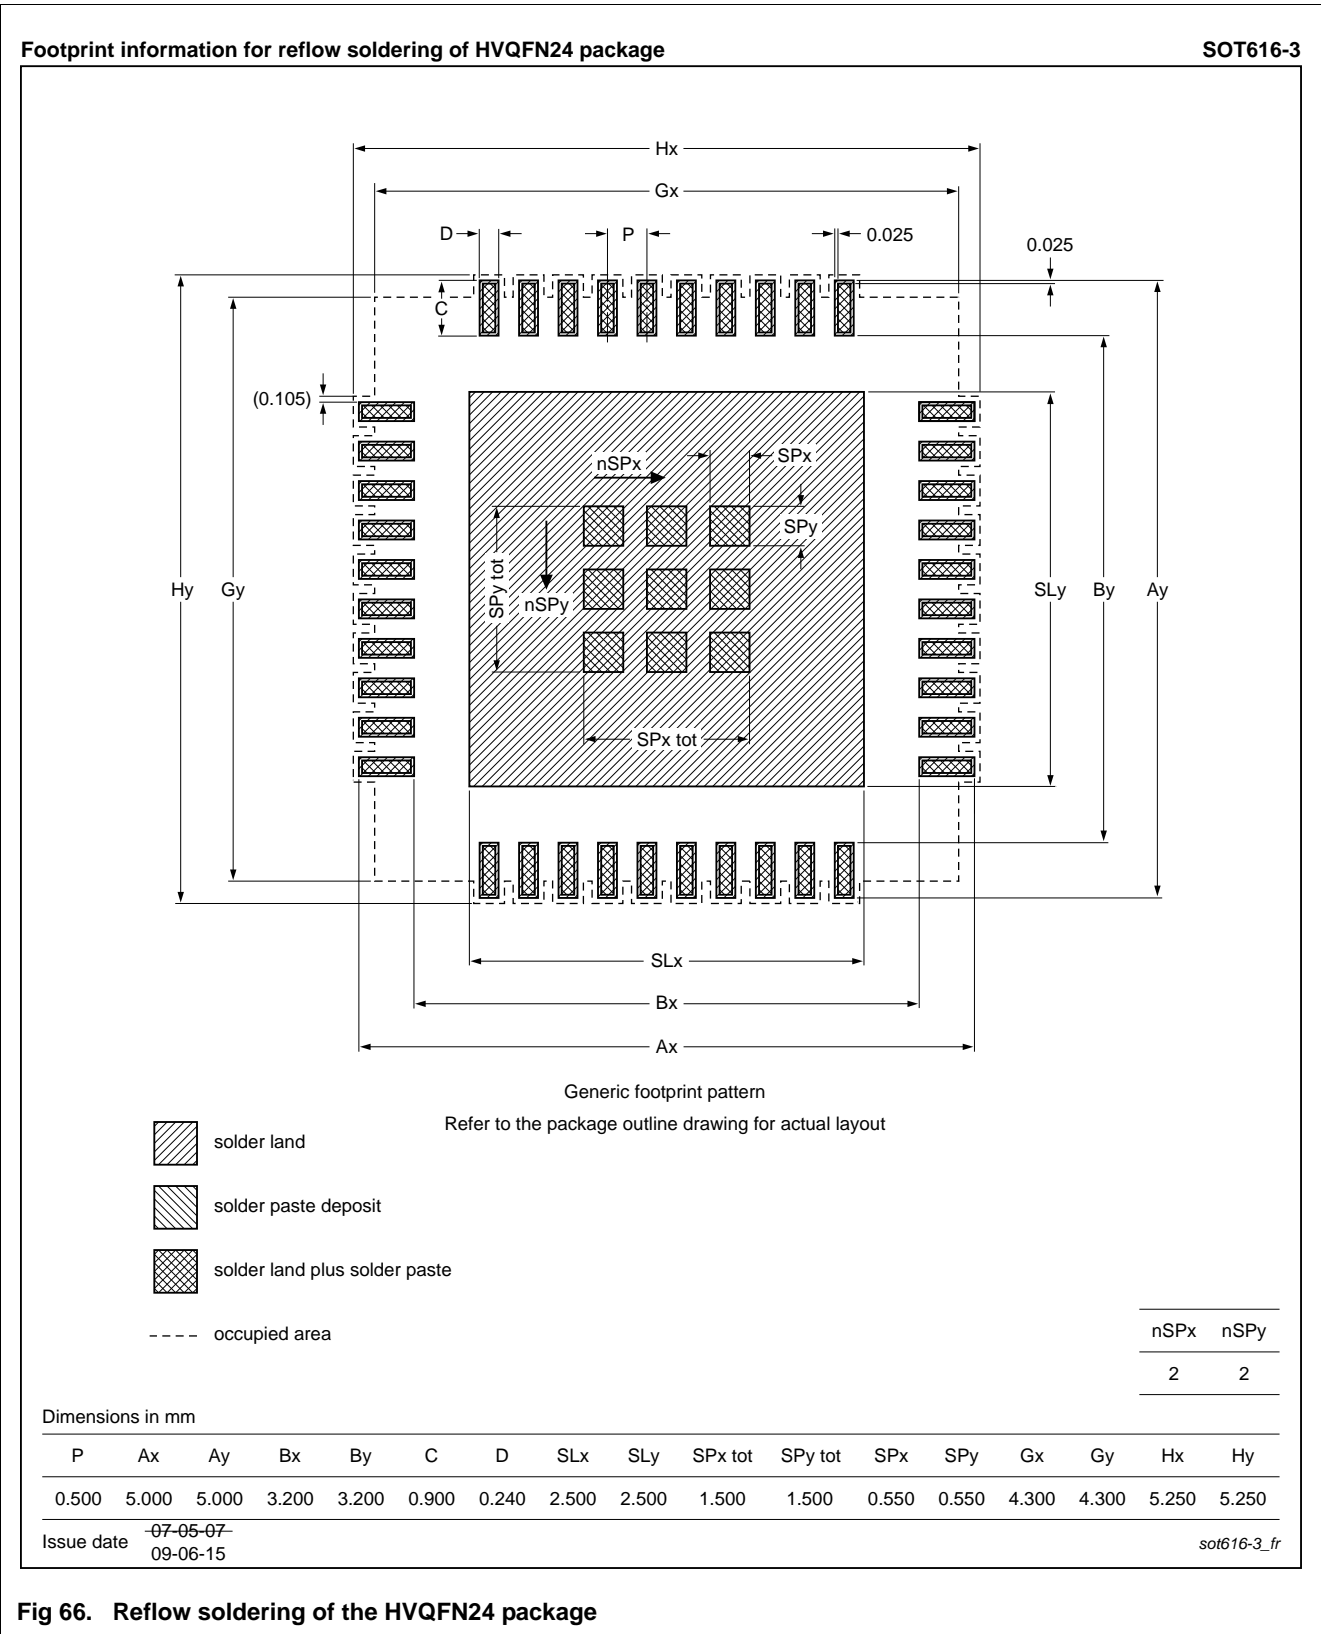 Footprint information for reflow soldering of HVQFN24 package SOT616-3
Hx
Gx
D P 0.025
0.025
C
(0.105)
nSPx SPx
SPy
SPy tot
nSPy
Hy Gy SLy By Ay
SPx tot
SLx
Bx
Ax
Generic footprint pattern
Refer to the package outline drawing for actual layout
solder land
solder paste deposit
solder land plus solder paste
occupied area
nSPx nSPy
2 2
Dimensions in mm
P Ax Ay Bx By C D SLx SLy SPx tot SPy tot SPx SPy Gx Gy Hx Hy
0.500 5.000 5.000 3.200 3.200 0.900 0.240 2.500 2.500 1.500 1.500 0.550 0.550 4.300 4.300 5.250 5.250
Issue date 07-05-07
09-06-15
sot616-3_fr
Fig 66. Reflow soldering of the HVQFN24 package